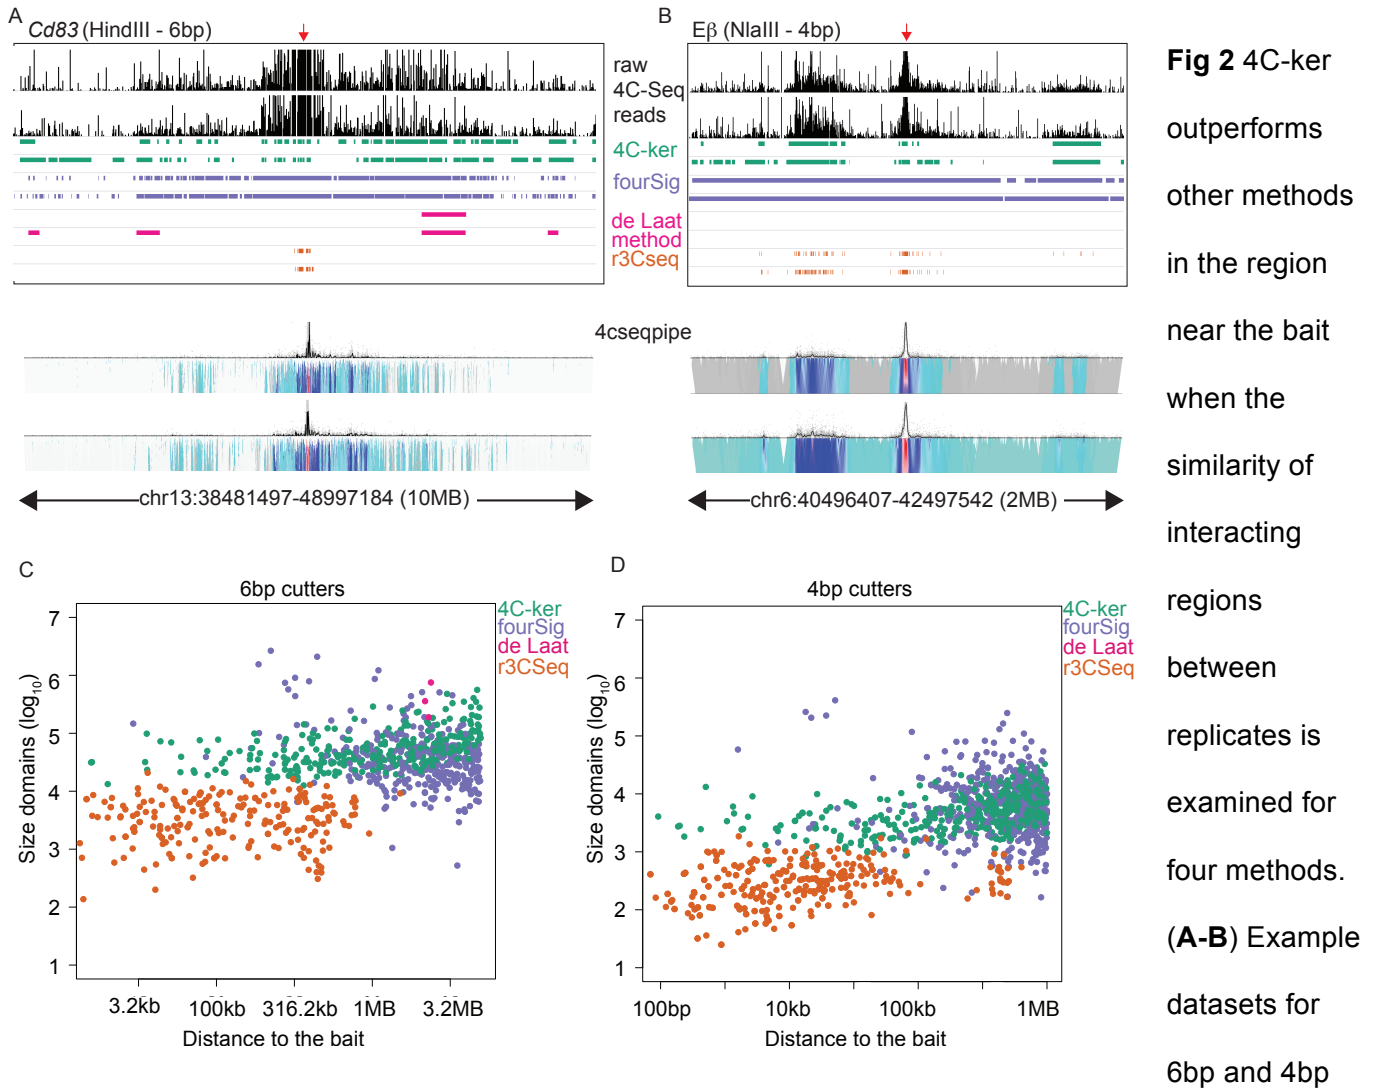 A
Cd83 (HindIII - 6bp)
B
Eβ (NlaIII - 4bp)
raw
4C-Seq
reads
4C-ker
fourSig
de Laat
method
r3Cseq
4cseqpipe
chr13:38481497-48997184 (10MB)
chr6:40496407-42497542 (2MB)
C
6bp cutters
4C-ker
fourSig
de Laat
r3CSeq
Size domains (log10)
7
6
5
4
3
2
1
3.2kb 100kb 316.2kb 1MB 3.2MB
Distance to the bait
D
4bp cutters
4C-ker
fourSig
de Laat
r3CSeq
Size domains (log10)
7
6
5
4
3
2
1
100bp 10kb 100kb 1MB
Distance to the bait
Fig 2 4C-ker
outperforms
other methods
in the region
near the bait
when the
similarity of
interacting
regions
between
replicates is
examined for
four methods.
(A-B) Example
datasets for
6bp and 4bp